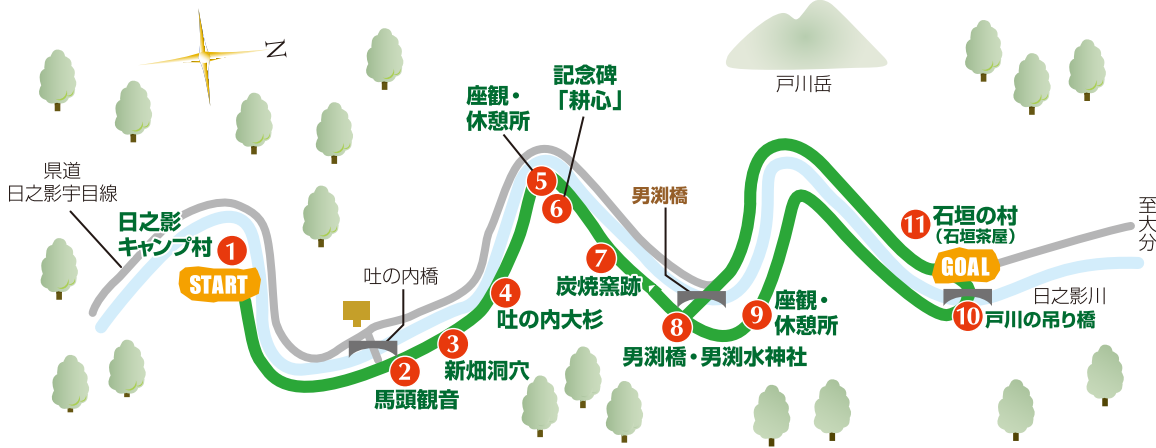 N
戸川岳
記念碑
「耕心」
座観・
休憩所
県道
日之影宇目線
日之影
キャンプ村
1
START
5
6
男渕橋
至大分
11
石垣の村
(石垣茶屋)
GOAL
吐の内橋
7
炭焼窯跡
4
吐の内大杉
日之影川
座観・
休憩所
9
10
戸川の吊り橋
8
男渕橋・男渕水神社
3
新畑洞穴
2
馬頭観音